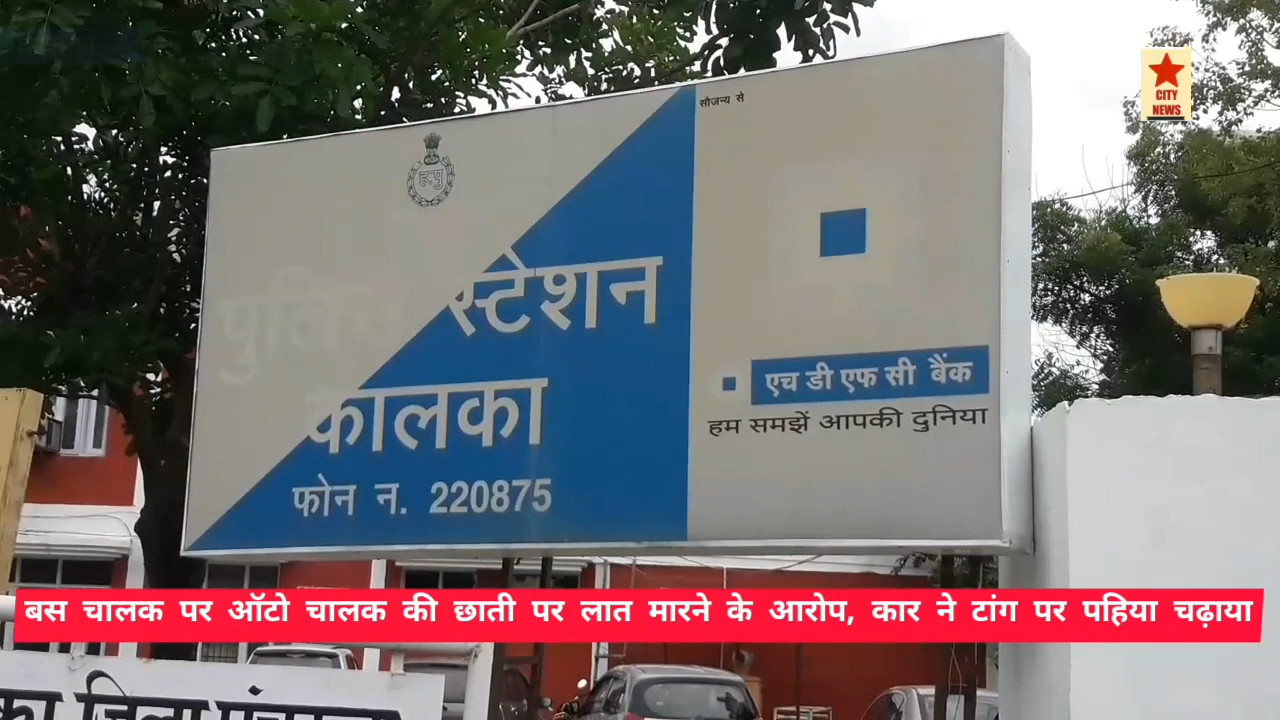 CITY
NEWS
सौजन्य से
ह.पु
पुलिस स्टेशन
कालका
फोन न. 220875
एच डी एफ सी बैंक
हम समझें आपकी दुनिया
बस चालक पर ऑटो चालक की छाती पर लात मारने के आरोप, कार ने टांग पर पहिया चढ़ाया